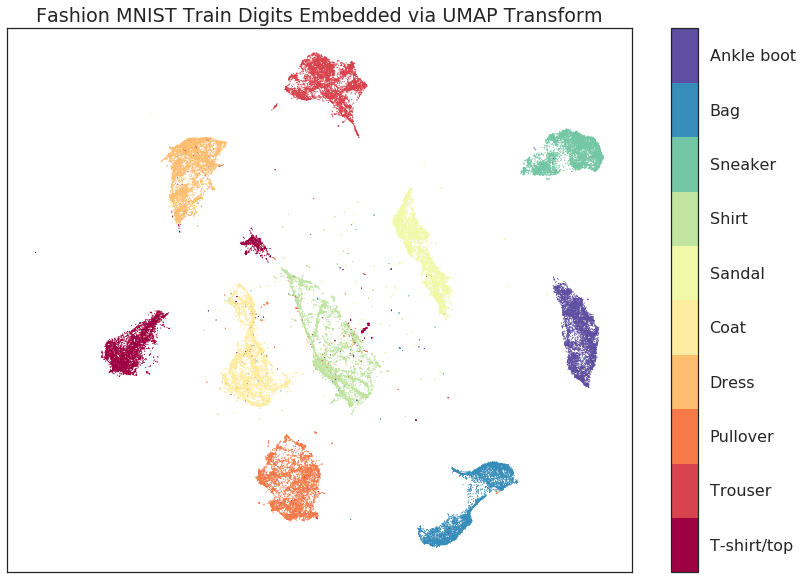 Fashion MNIST Train Digits Embedded via UMAP Transform
Ankle boot
Bag
Sneaker
Shirt
Sandal
Coat
Dress
Pullover
Trouser
T-shirt/top